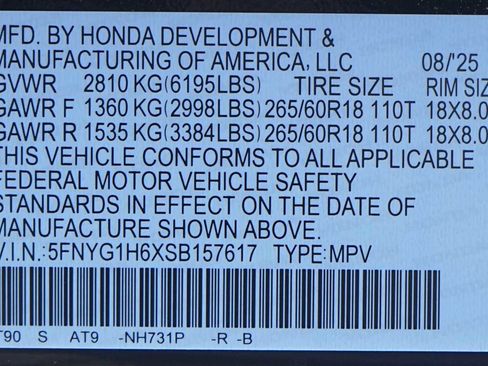 MFD. BY HONDA DEVELOPMENT &
MANUFACTURING OF AMERICA, LLC 08/'25
GVWR 2810 KG(6195LBS) TIRE SIZE RIM SIZ
GAWR F 1360 KG(2998LBS) 265/60R18 110T 18X8.0
GAWR R 1535 KG(3384LBS) 265/60R18 110T 18X8.0
THIS VEHICLE CONFORMS TO ALL APPLICABLE
FEDERAL MOTOR VEHICLE SAFETY
STANDARDS IN EFFECT ON THE DATE OF
MANUFACTURE SHOWN ABOVE.
V.I.N.: 5FNYG1H6XSB157617 TYPE: MPV
T90 S AT9 -NH731P -R -B